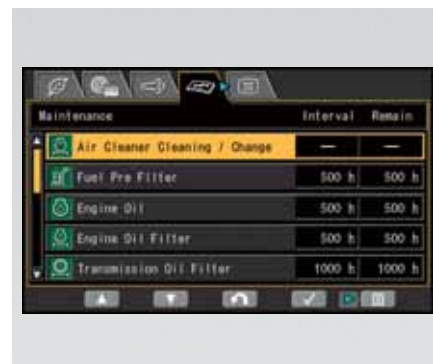 Maintenance Interval Remain
Air Cleaner Cleaning / Change — —
Fuel Pre Filter 500 h 500 h
Engine Oil 500 h 500 h
Engine Oil Filter 500 h 500 h
Transmission Oil Filter 1000 h 1000 h